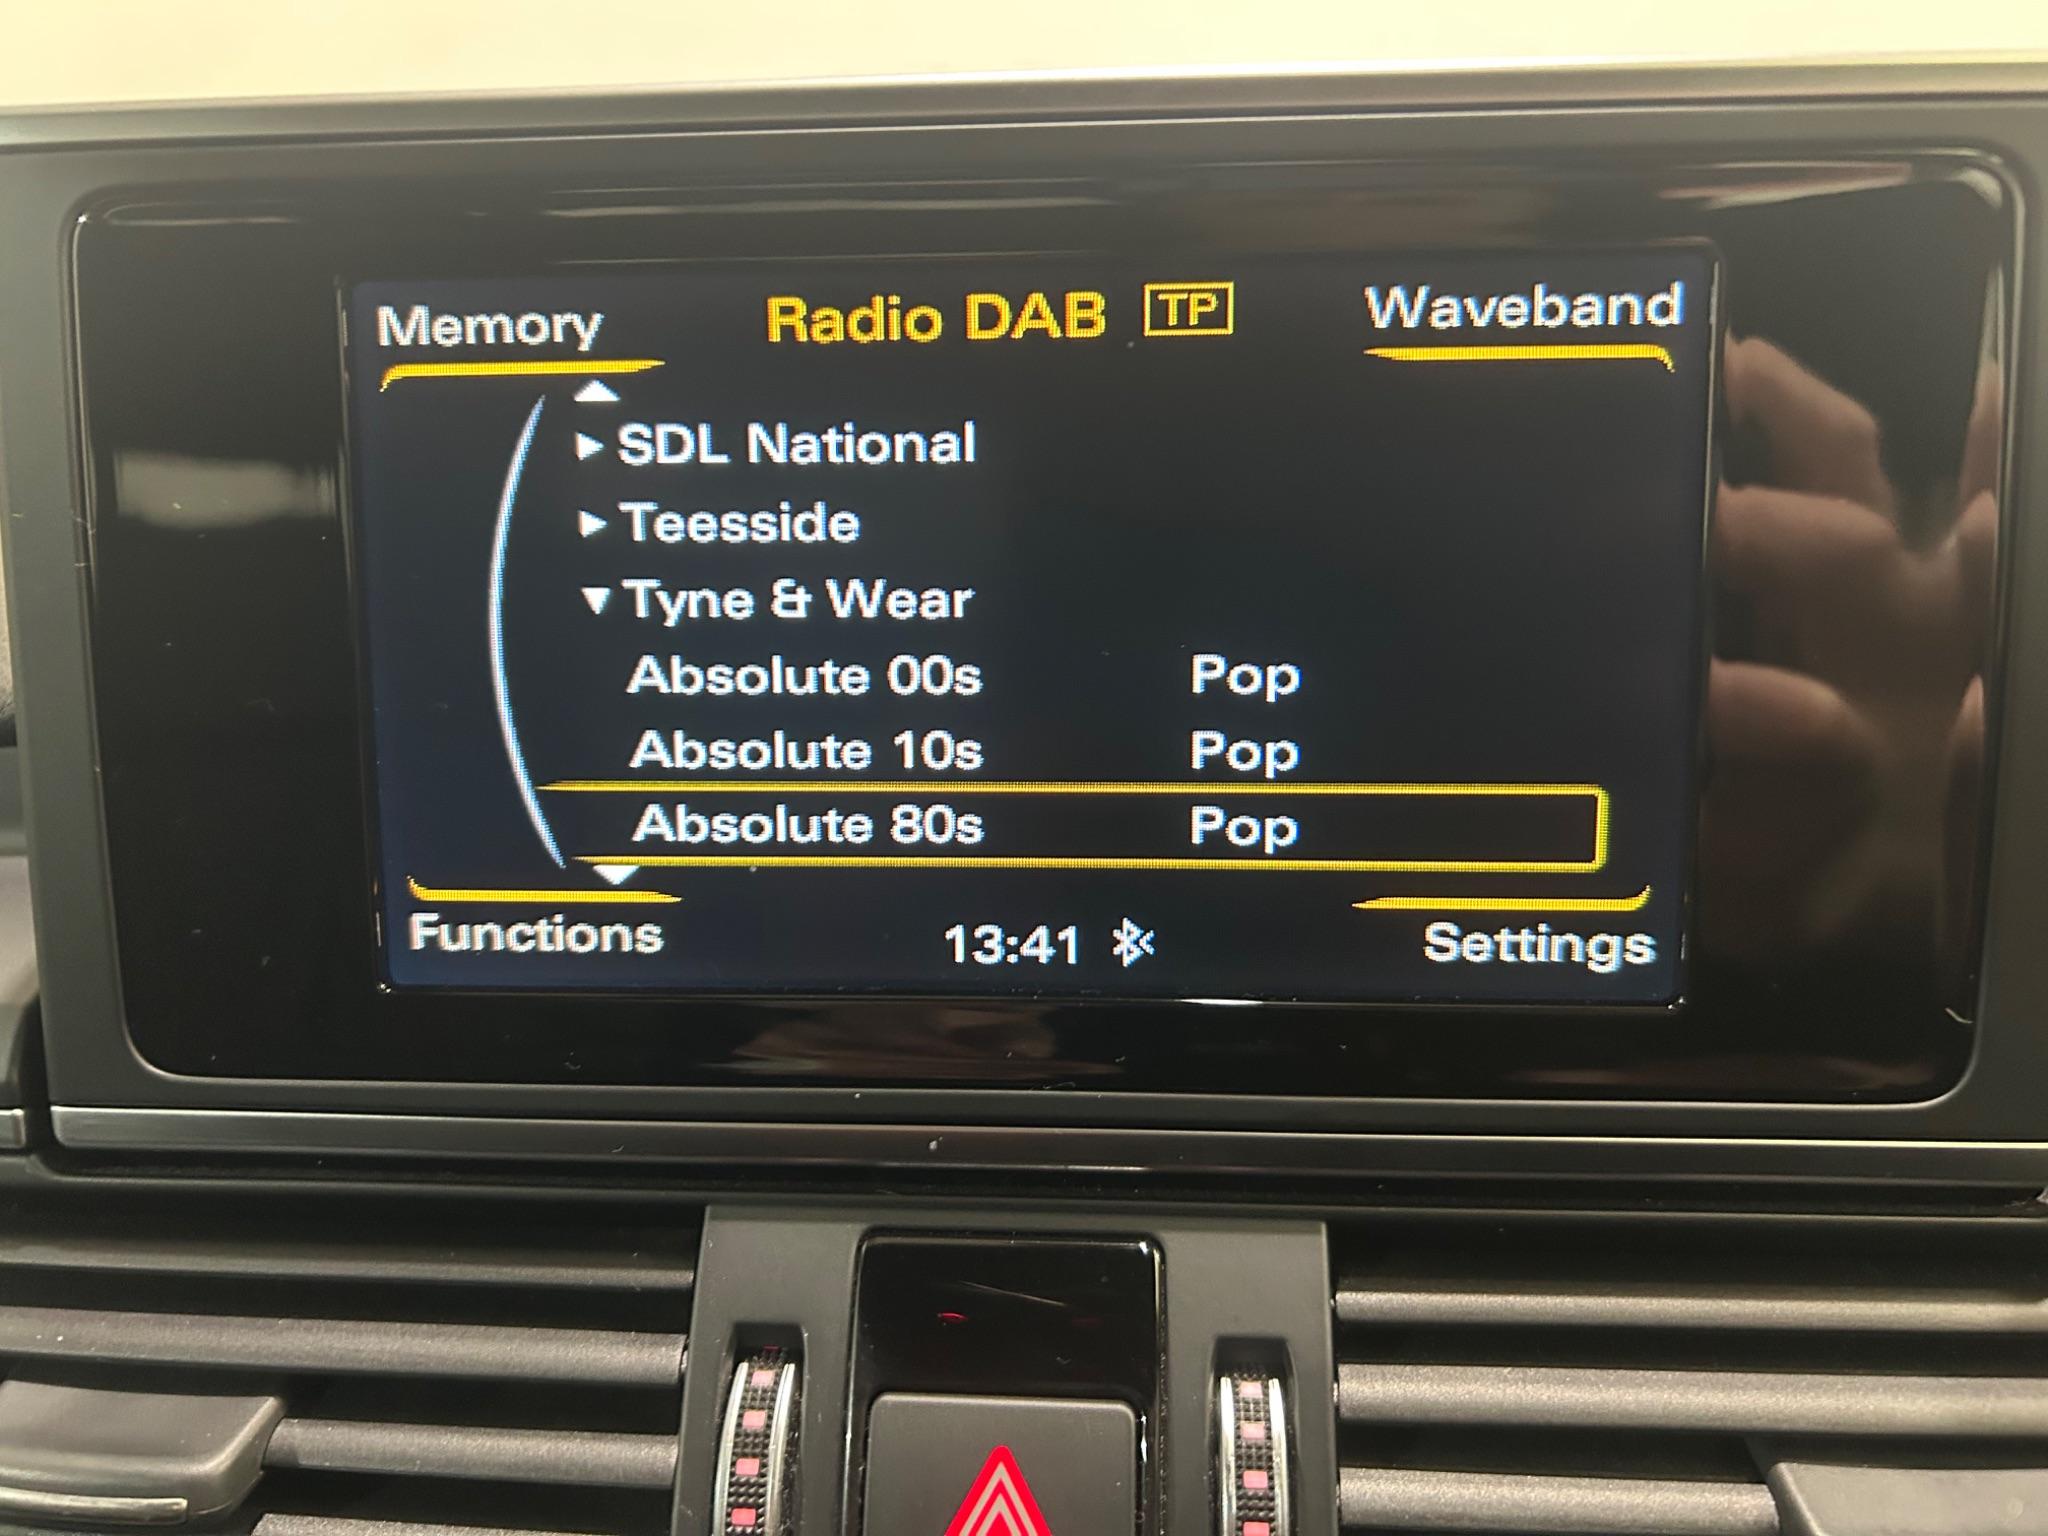 Memory Radio DAB TP Waveband
SDL National
Teesside
Tyne & Wear
Absolute 00s Pop
Absolute 10s Pop
Absolute 80s Pop
Functions 13:41 Settings